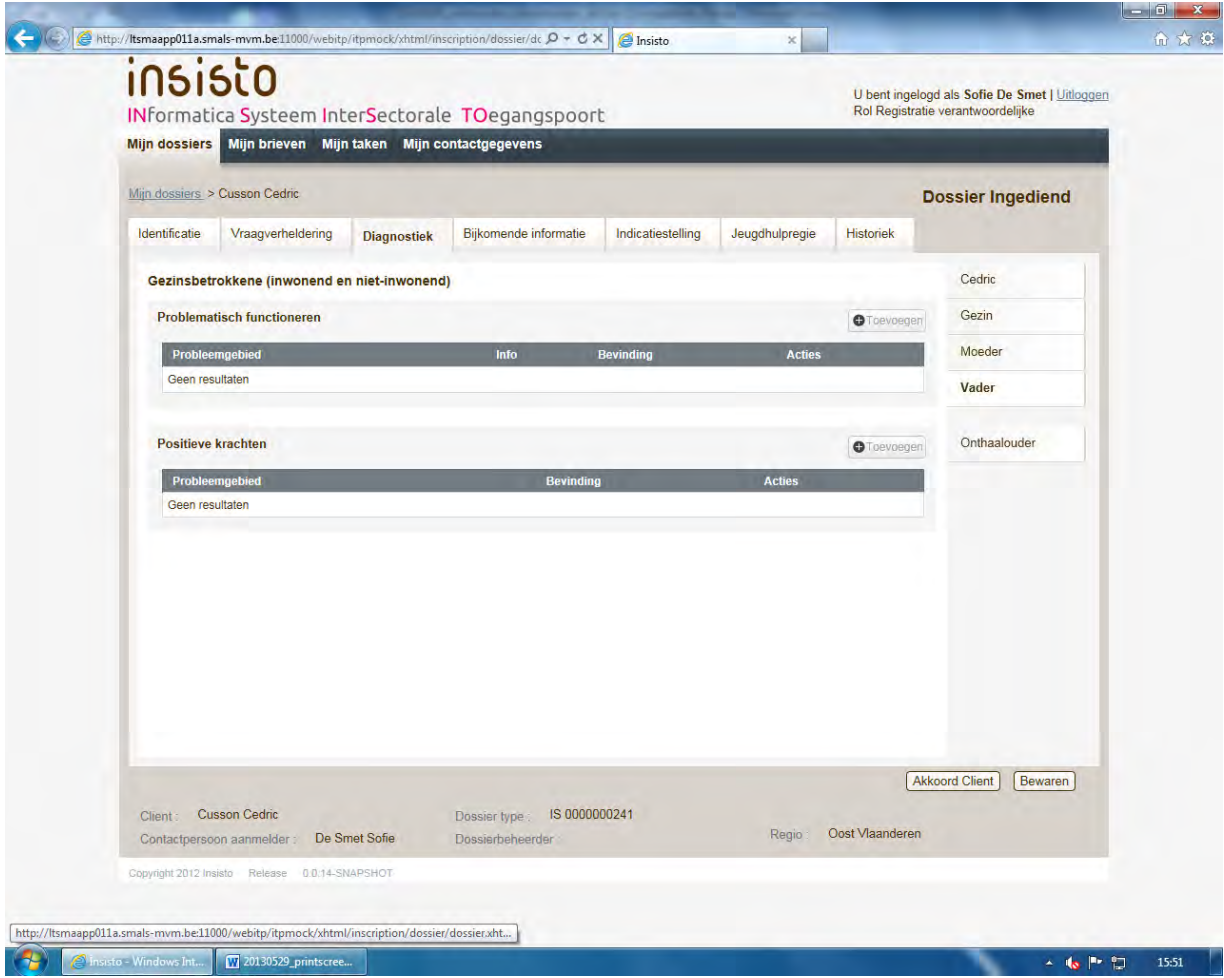 http://ltsmaapp011a.smals-mvm.be:11000/webitp/itpmock/xhtml/inscription/dossier/dc
Insisto
insisto
INformatica Systeem InterSectorale TOegangspoort
U bent ingelogd als Sofie De Smet | Uitloggen
Rol Registratie verantwoordelijke
Mijn dossiers Mijn brieven Mijn taken Mijn contactgegevens
Mijn dossiers > Cusson Cedric
Dossier Ingediend
Identificatie Vraagverheldering Diagnostiek Bijkomende informatie Indicatiestelling Jeugdhulpregie Historiek
Gezinsbetrokkene (inwonend en niet-inwonend)
Cedric
Problematisch functioneren
Toevoegen
Gezin
Probleemgebied Info Bevinding Acties
Moeder
Geen resultaten
Vader
Positieve krachten
Toevoegen
Onthaalouder
Probleemgebied Bevinding Acties
Geen resultaten
Akkoord Client Bewaren
Client : Cusson Cedric Dossier type : IS 0000000241
Contactpersoon aanmelder : De Smet Sofie Dossierbeheerder : Regio : Oost Vlaanderen
Copyright 2012 Insisto Release 0.0.14-SNAPSHOT
http://ltsmaapp011a.smals-mvm.be:11000/webitp/itpmock/xhtml/inscription/dossier/dossier.xht...
Insisto - Windows Int... 20130529_printscree... 15:51